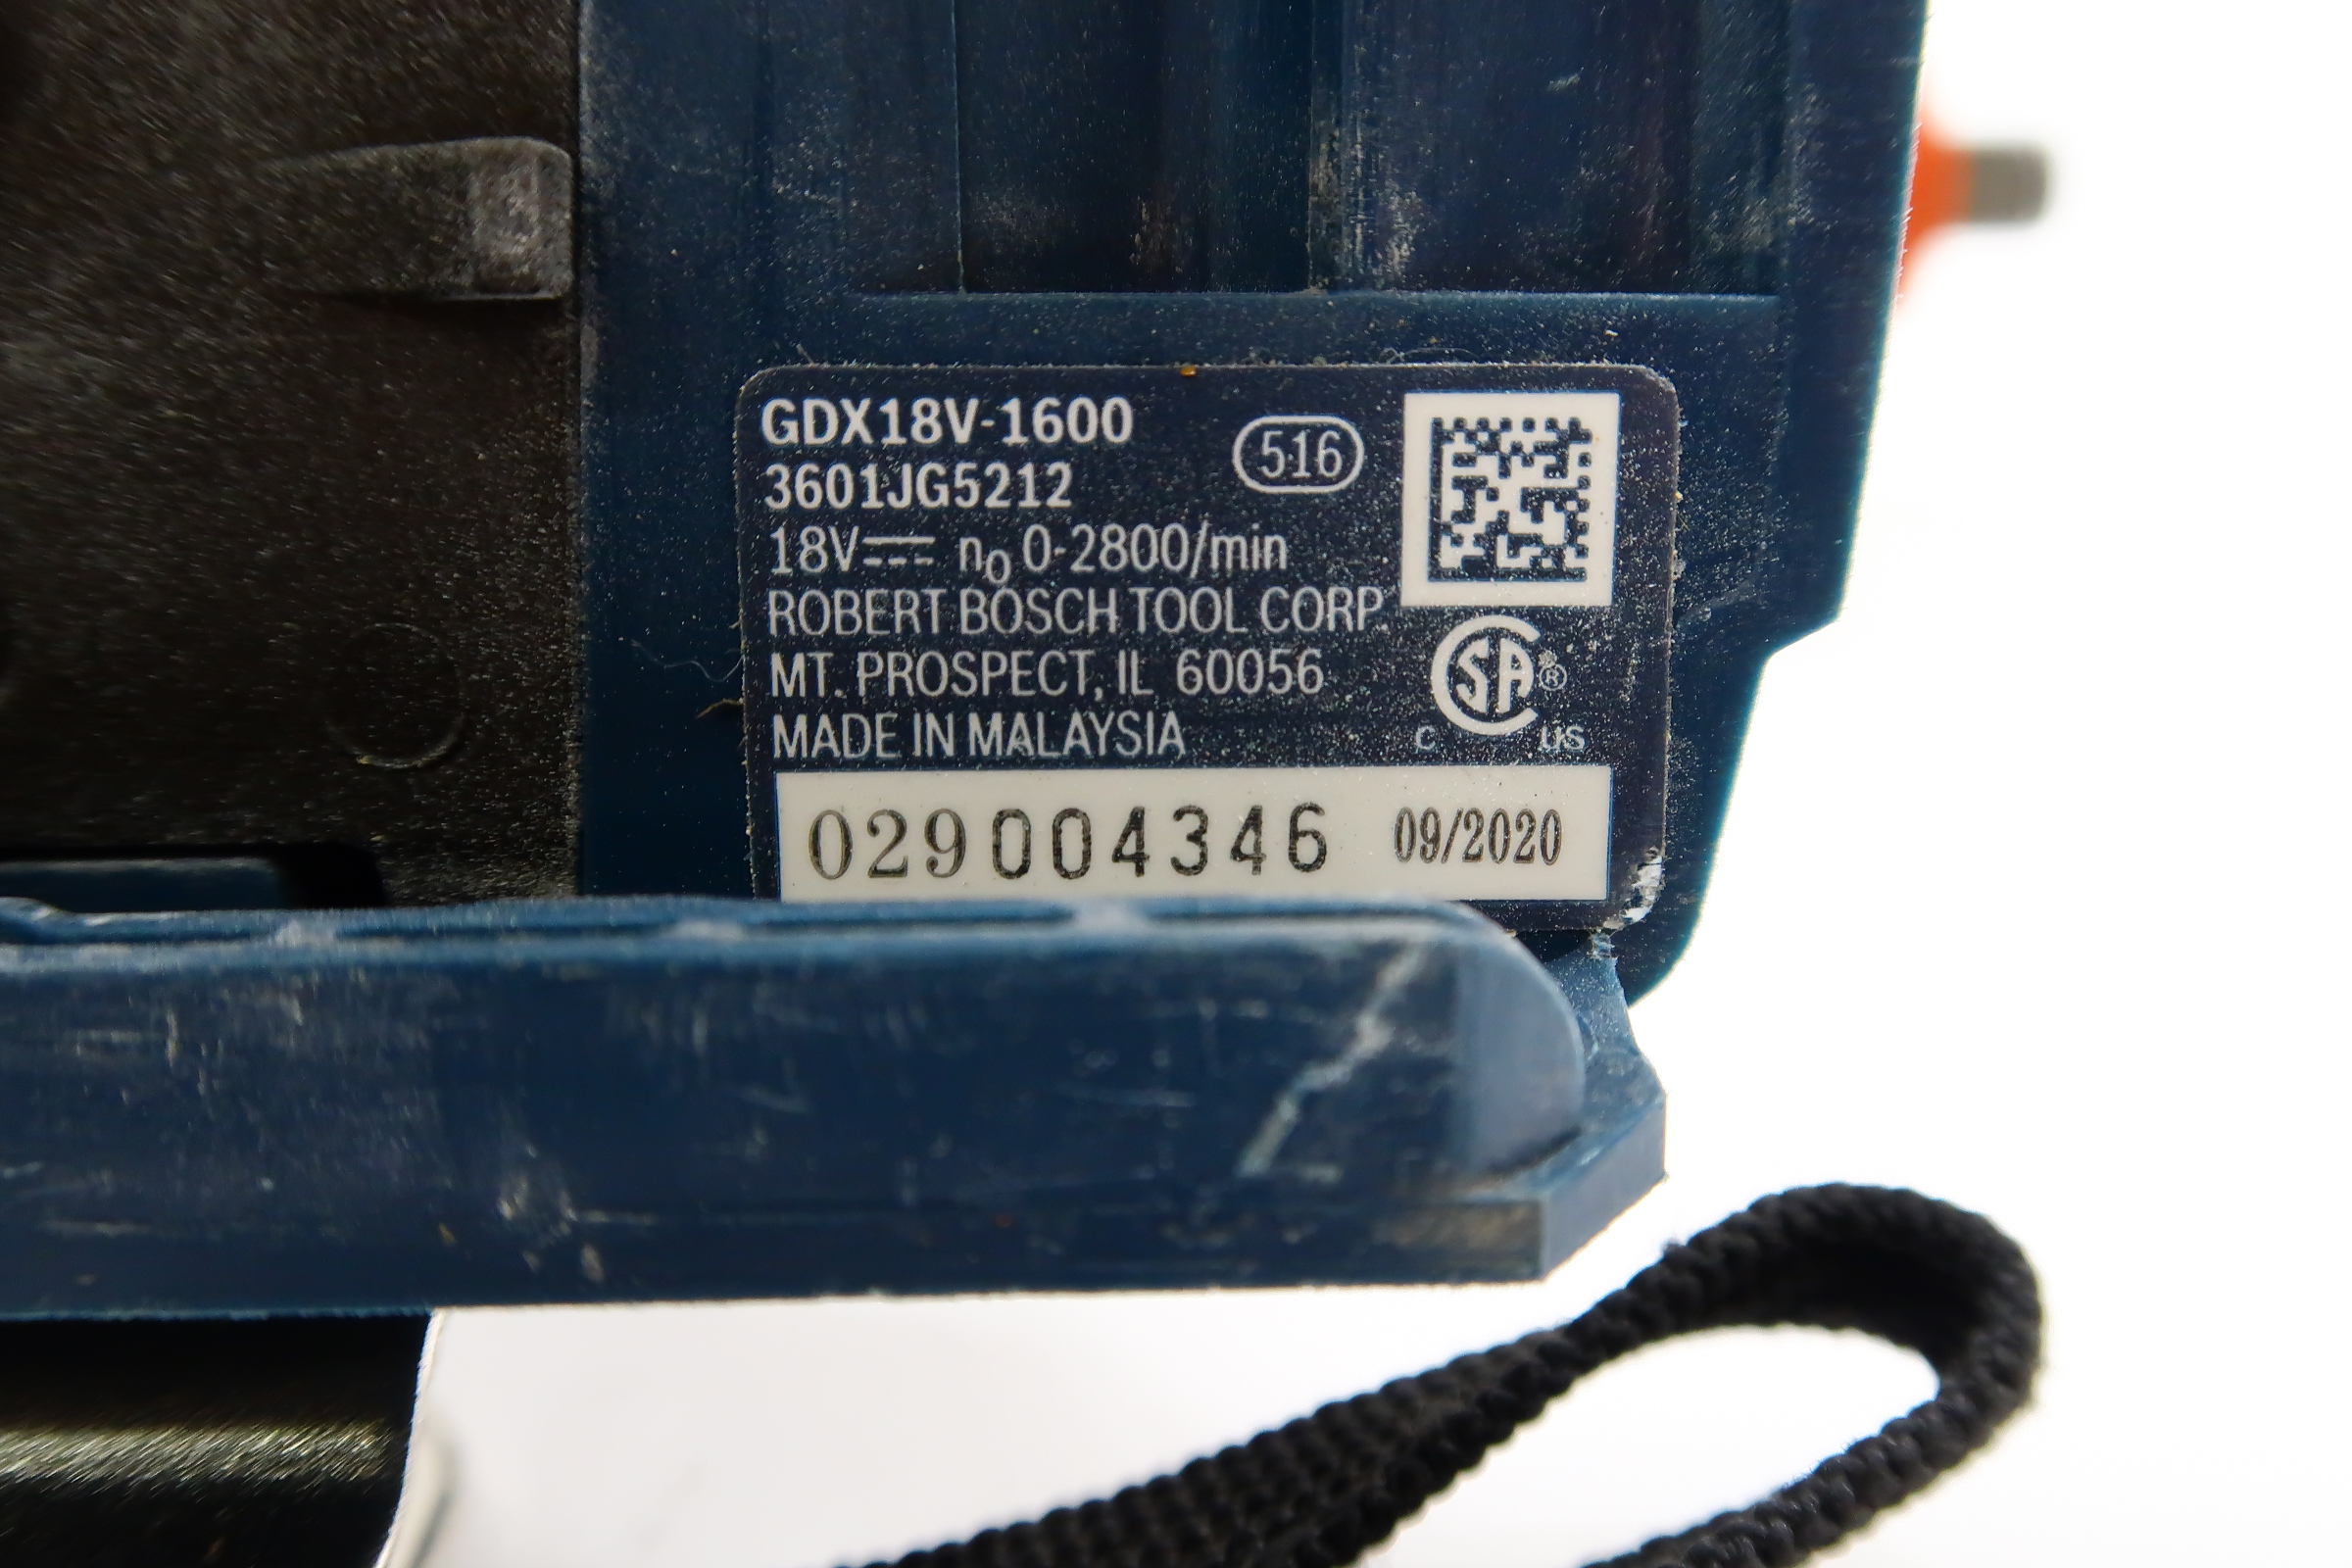 GDX18V-1600
516
3601JG5212
18V⎓ n₀ 0-2800/min
ROBERT BOSCH TOOL CORP.
MT. PROSPECT, IL 60056
MADE IN MALAYSIA
CSA®
C US
029004346 09/2020